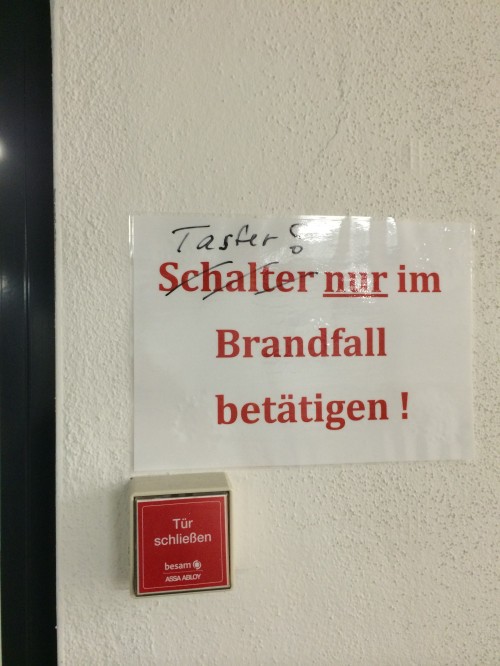 Taster!
Schalter nur im
Brandfall
betätigen !
Tür
schließen
besam
ASSA ABLOY